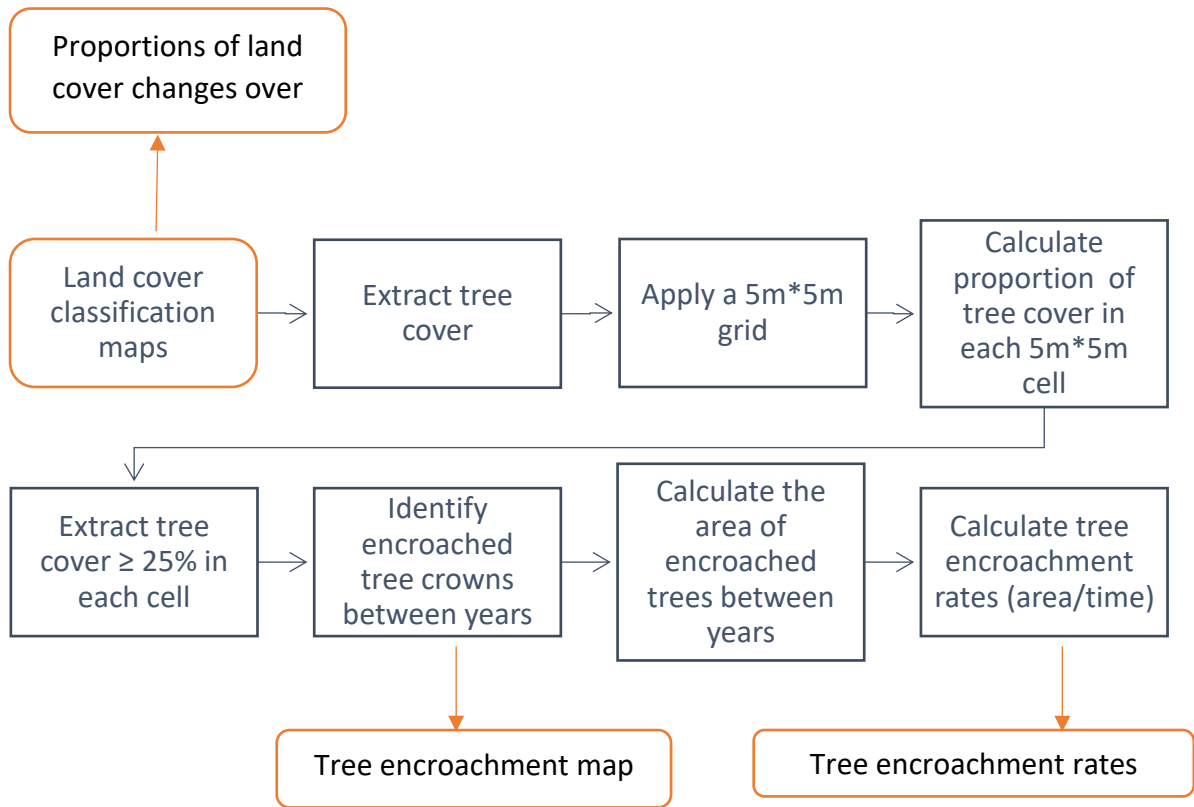 Proportions of land
cover changes over
Land cover
classification
maps
Extract tree
cover
Apply a 5m*5m
grid
Calculate
proportion of
tree cover in
each 5m*5m
cell
Extract tree
cover ≥ 25% in
each cell
Identify
encroached
tree crowns
between years
Calculate the
area of
encroached
trees between
years
Calculate tree
encroachment
rates (area/time)
Tree encroachment map
Tree encroachment rates